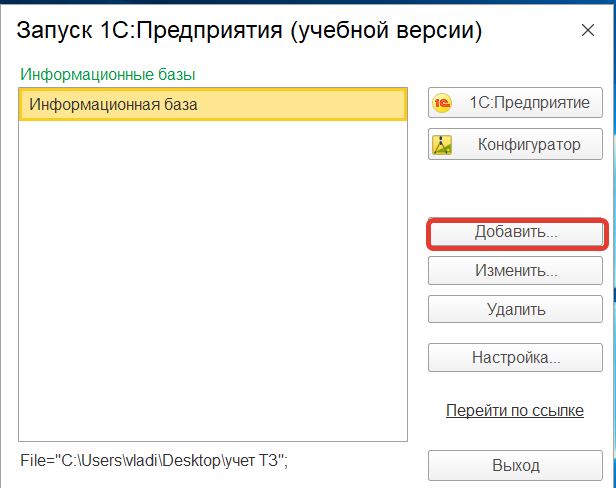 Запуск 1С:Предприятия (учебной версии)
Информационные базы
Информационная база
1С:Предприятие
Конфигуратор
Добавить...
Изменить...
Удалить
Настройка...
Перейти по ссылке
File="C:\Users\vladi\Desktop\учет ТЗ";
Выход